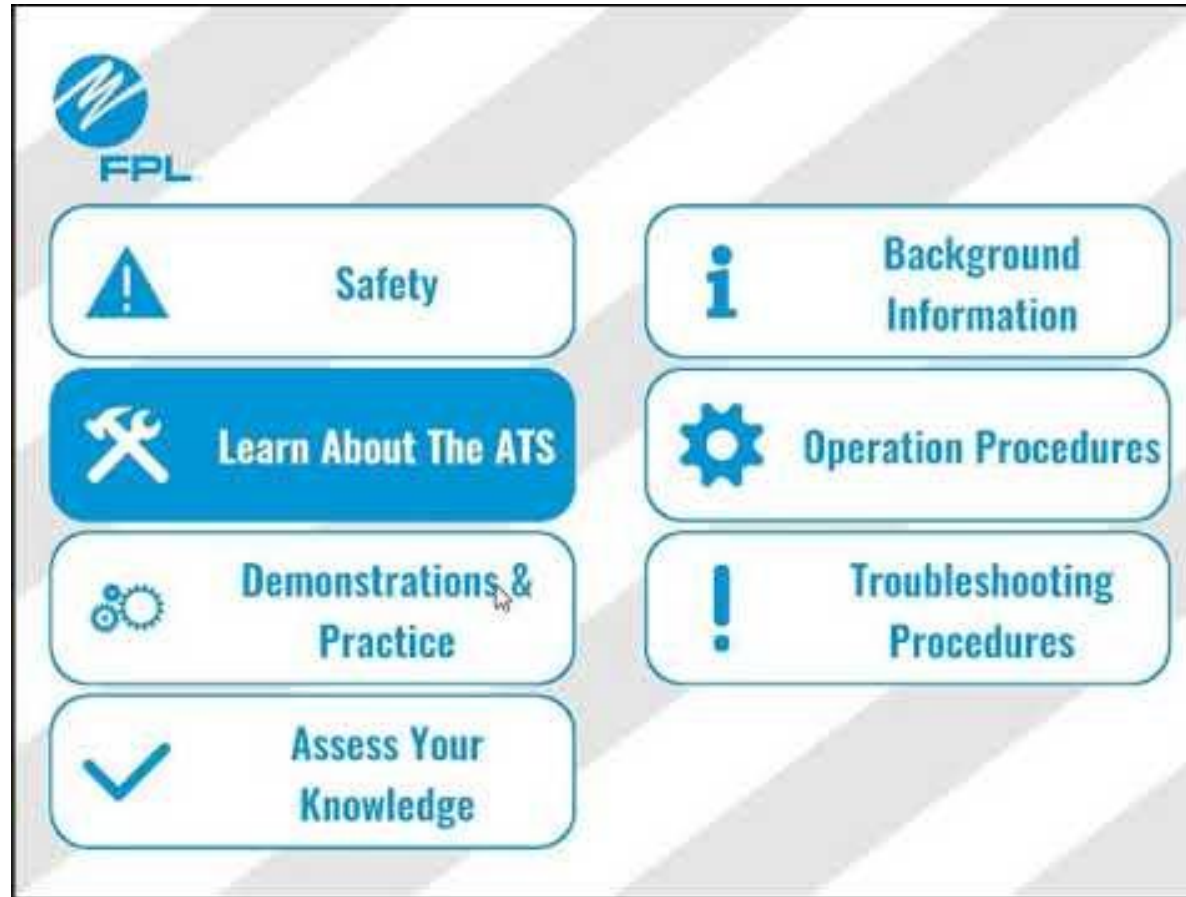 FPL
Safety
Background
Information
Learn About The ATS
Operation Procedures
Demonstrations &
Practice
Troubleshooting
Procedures
Assess Your
Knowledge